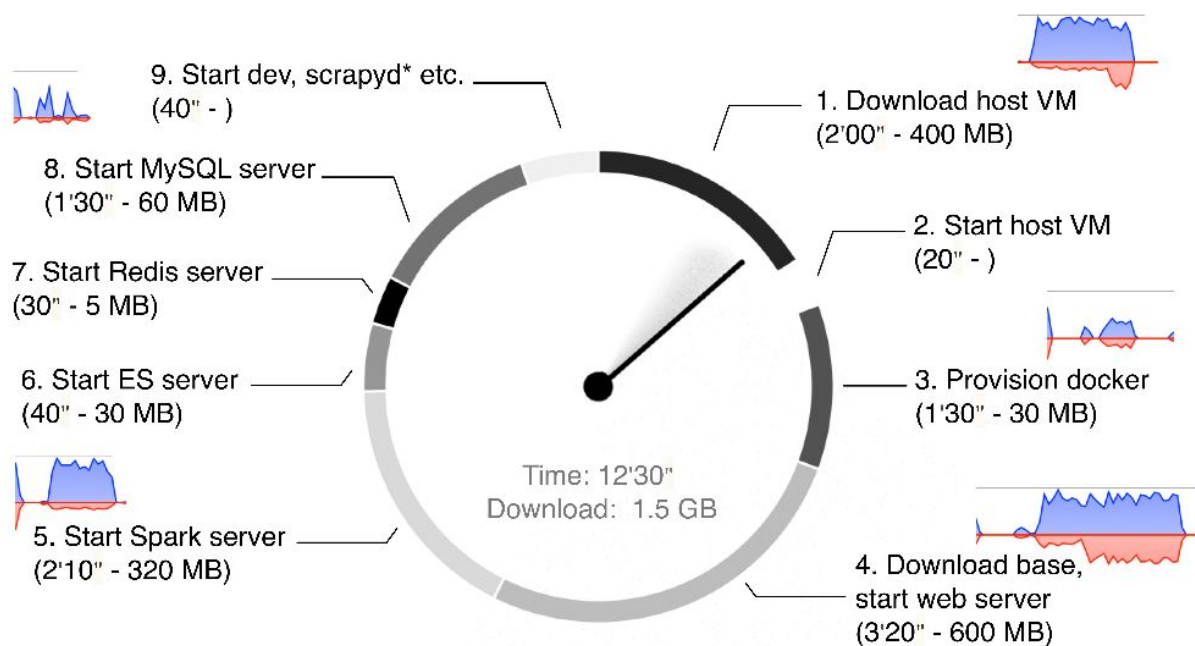 1. Download host VM
(2'00" - 400 MB)
2. Start host VM
(20" - )
3. Provision docker
(1'30" - 30 MB)
4. Download base,
start web server
(3'20" - 600 MB)
5. Start Spark server
(2'10" - 320 MB)
6. Start ES server
(40" - 30 MB)
7. Start Redis server
(30" - 5 MB)
8. Start MySQL server
(1'30" - 60 MB)
9. Start dev, scrapyd* etc.
(40" - )
Time: 12'30"
Download: 1.5 GB